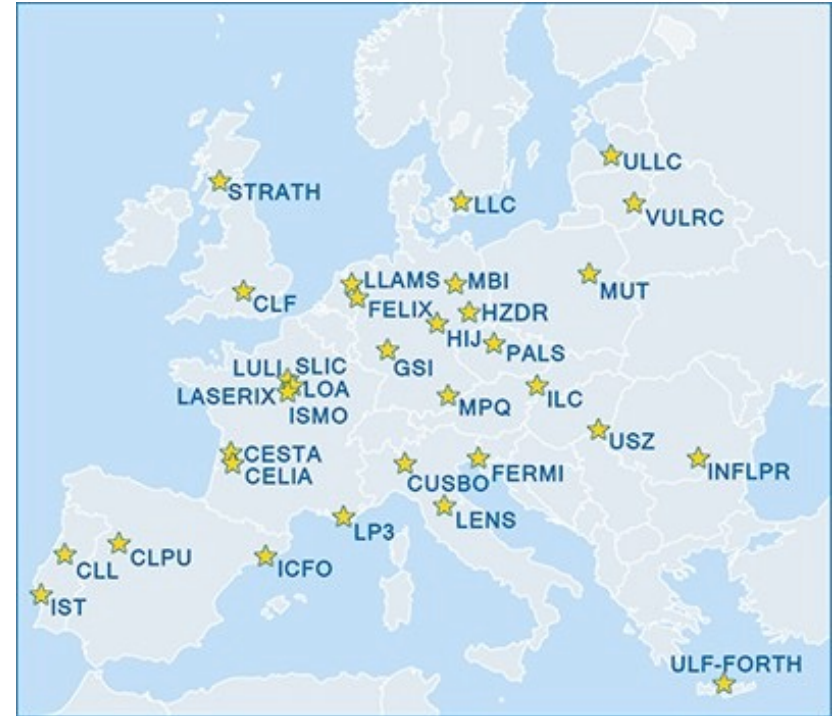 ULLC
STRATH
LLC
VULRC
LLAMS
MBI
MUT
CLF
FELIX
HZDR
HIJ
PALS
LULI
SLIC
GSI
LASERIX
LOA
ILC
MPQ
ISMO
USZ
CESTA
INFLPR
CELIA
CUSBO
FERMI
LENS
LP3
CLPU
CLL
ICFO
IST
ULF-FORTH